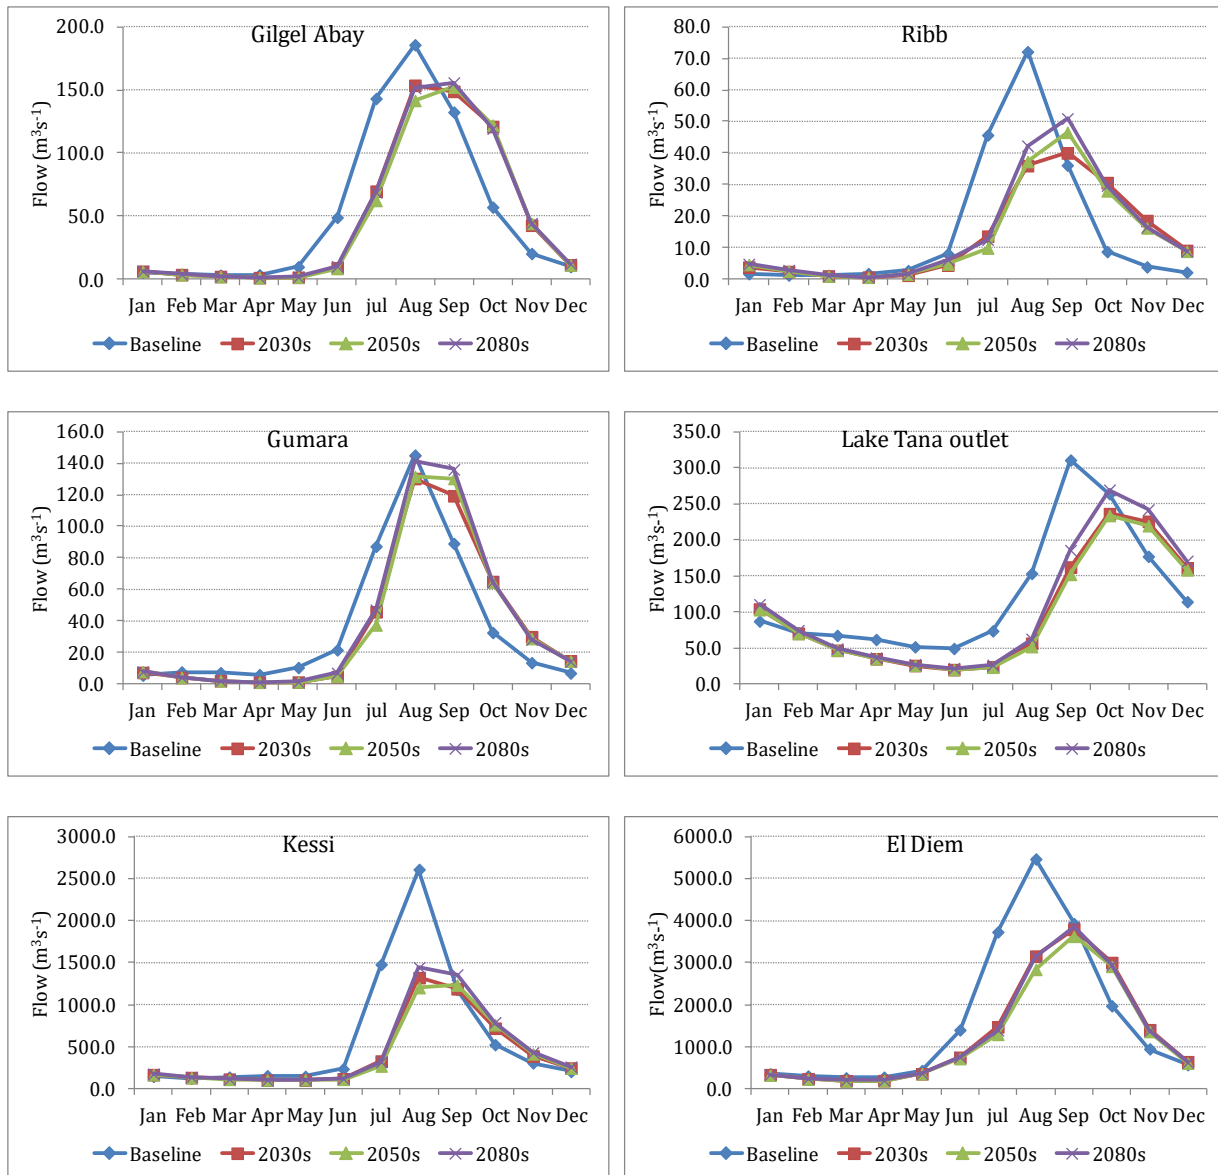 Gilgel Abay
Flow (m³s⁻¹)
200.0
150.0
100.0
50.0
0.0
Jan Feb Mar Apr May Jun jul Aug Sep Oct Nov Dec
Baseline 2030s 2050s 2080s
Ribb
Flow (m³s⁻¹)
80.0
70.0
60.0
50.0
40.0
30.0
20.0
10.0
0.0
Jan Feb Mar Apr May Jun jul Aug Sep Oct Nov Dec
Baseline 2030s 2050s 2080s
Gumara
Flow (m³s⁻¹)
160.0
140.0
120.0
100.0
80.0
60.0
40.0
20.0
0.0
Jan Feb Mar Apr May Jun jul Aug Sep Oct Nov Dec
Baseline 2030s 2050s 2080s
Lake Tana outlet
Flow (m³s-¹)
350.0
300.0
250.0
200.0
150.0
100.0
50.0
0.0
Jan Feb Mar Apr May Jun jul Aug Sep Oct Nov Dec
Baseline 2030s 2050s 2080s
Kessi
Flow (m³s⁻¹)
3000.0
2500.0
2000.0
1500.0
1000.0
500.0
0.0
Jan Feb Mar Apr May Jun jul Aug Sep Oct Nov Dec
Baseline 2030s 2050s 2080s
El Diem
Flow(m³s-¹)
6000.0
5000.0
4000.0
3000.0
2000.0
1000.0
0.0
Jan Feb Mar Apr May Jun jul Aug Sep Oct Nov Dec
Baseline 2030s 2050s 2080s